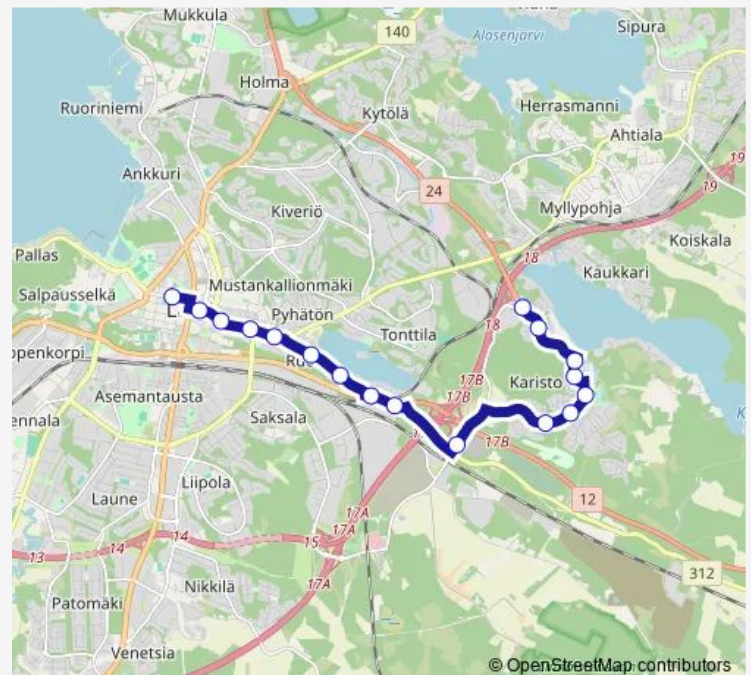 Mukkula
140
Alosenjärvi
Sipura
Holma
Ruoriniemi
Kytölä
Herrasmanni
Ahtiala
19
Ankkuri
24
19
Kiveriö
Myllypohja
Koiskala
Pallas
18
Kaukkari
Salpausselkä
Mustankallionmäki
Pyhätön
18
Tonttila
17B
Karisto
Asemantausta
17B
Saksala
17B
Liipola
12
Laune
17A
14
14
15
17A
13
312
17A
Nikkilä
Patomäki
Venetsia
© OpenStreetMap contributors